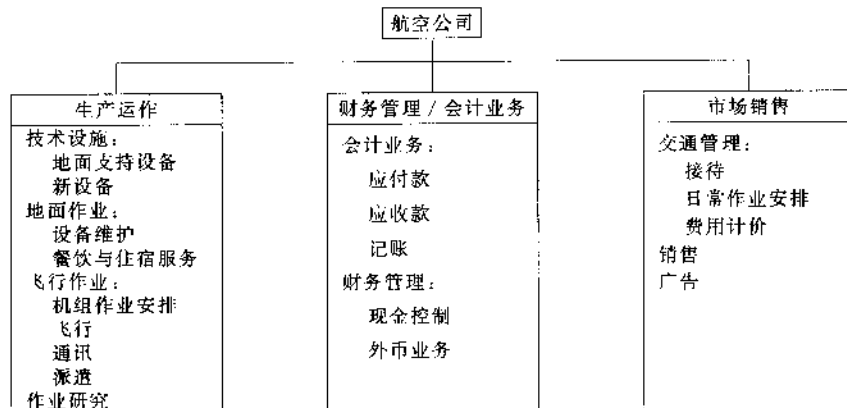 航空公司
生产运作
技术设施：
地面支持设备
新设备
地面作业：
设备维护
餐饮与住宿服务
飞行作业：
机组作业安排
飞行
通讯
派遣
作业研究
财务管理/会计业务
会计业务：
应付款
应收款
记账
财务管理：
现金控制
外币业务
市场销售
交通管理：
接待
日常作业安排
费用计价
销售
广告